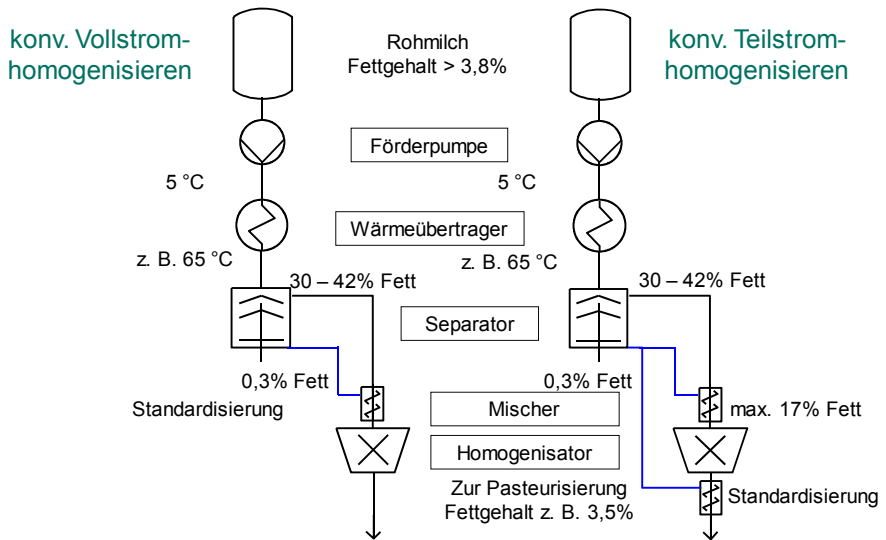 konv. Vollstrom-
homogenisieren
Rohmilch
Fettgehalt > 3,8%
konv. Teilstrom-
homogenisieren
Förderpumpe
5 °C
5 °C
Wärmeübertrager
z. B. 65 °C
z. B. 65 °C
30 – 42% Fett
30 – 42% Fett
Separator
0,3% Fett
0,3% Fett
Standardisierung
Mischer
max. 17% Fett
Homogenisator
Zur Pasteurisierung
Fettgehalt z. B. 3,5%
Standardisierung